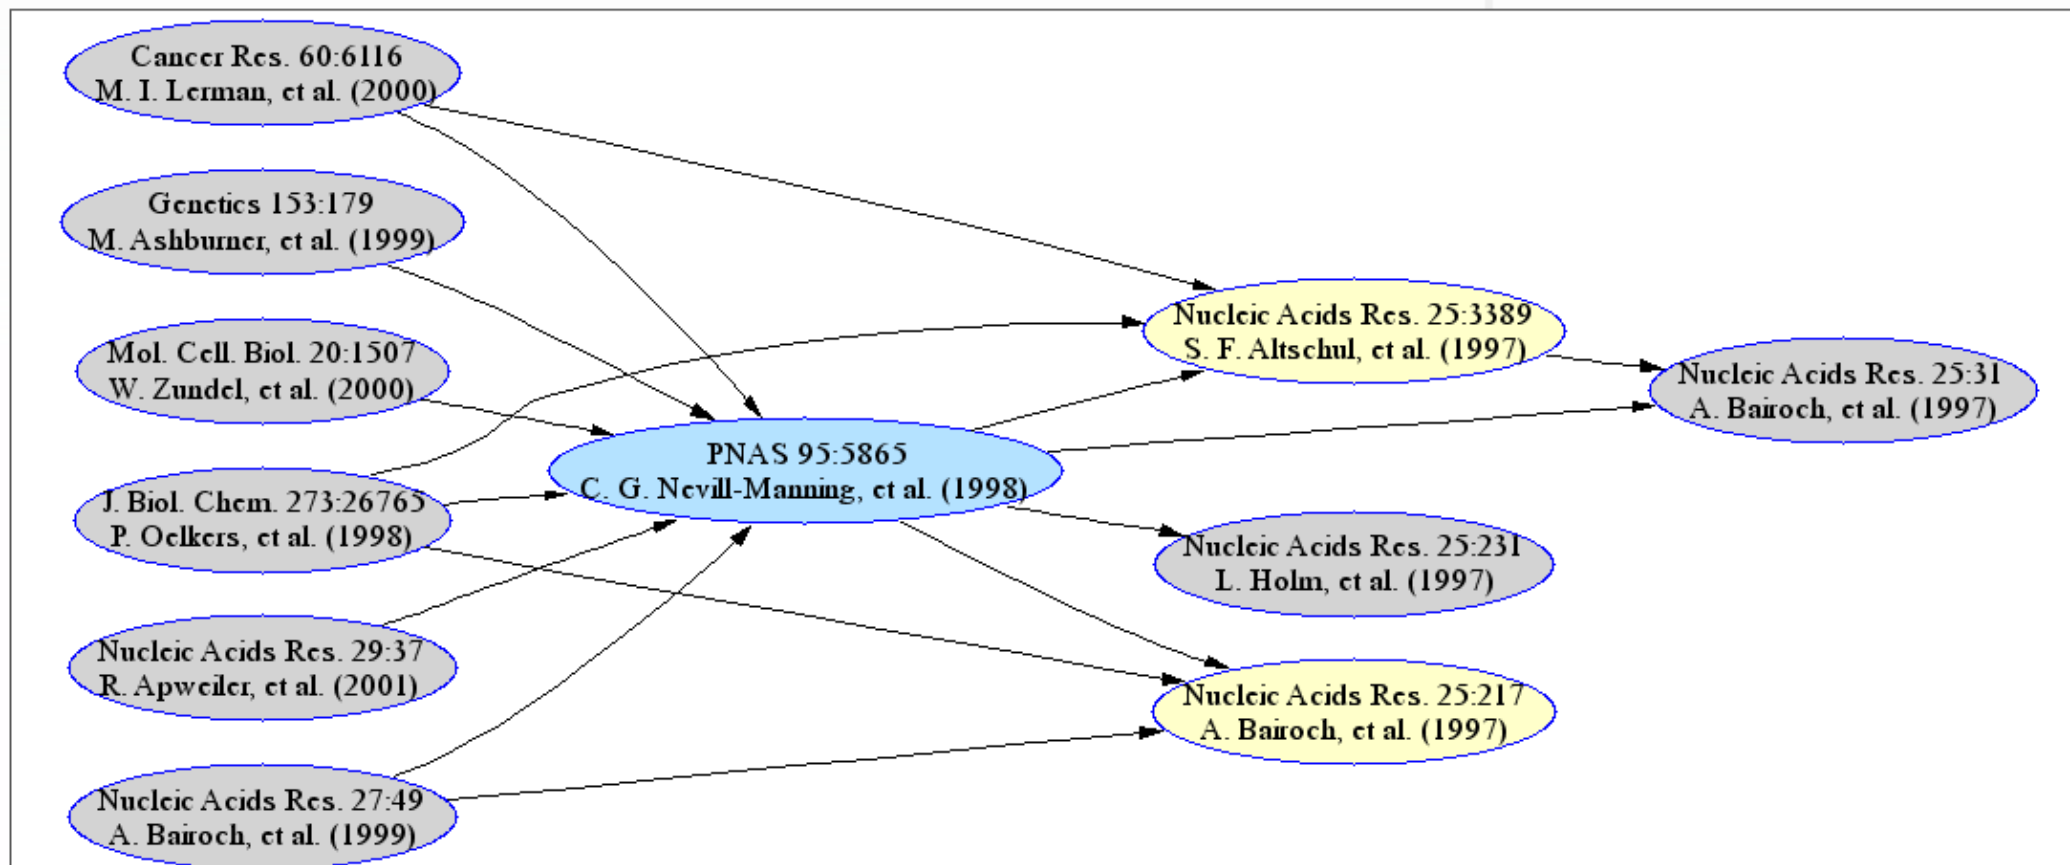 Cancer Res. 60:6116
M. I. Lerman, et al. (2000)
Genetics 153:179
M. Ashburner, et al. (1999)
Mol. Cell. Biol. 20:1507
W. Zundel, et al. (2000)
J. Biol. Chem. 273:26765
P. Oelkers, et al. (1998)
Nucleic Acids Res. 29:37
R. Apweiler, et al. (2001)
Nucleic Acids Res. 27:49
A. Bairoch, et al. (1999)
PNAS 95:5865
C. G. Nevill-Manning, et al. (1998)
Nucleic Acids Res. 25:3389
S. F. Altschul, et al. (1997)
Nucleic Acids Res. 25:231
L. Holm, et al. (1997)
Nucleic Acids Res. 25:217
A. Bairoch, et al. (1997)
Nucleic Acids Res. 25:31
A. Bairoch, et al. (1997)